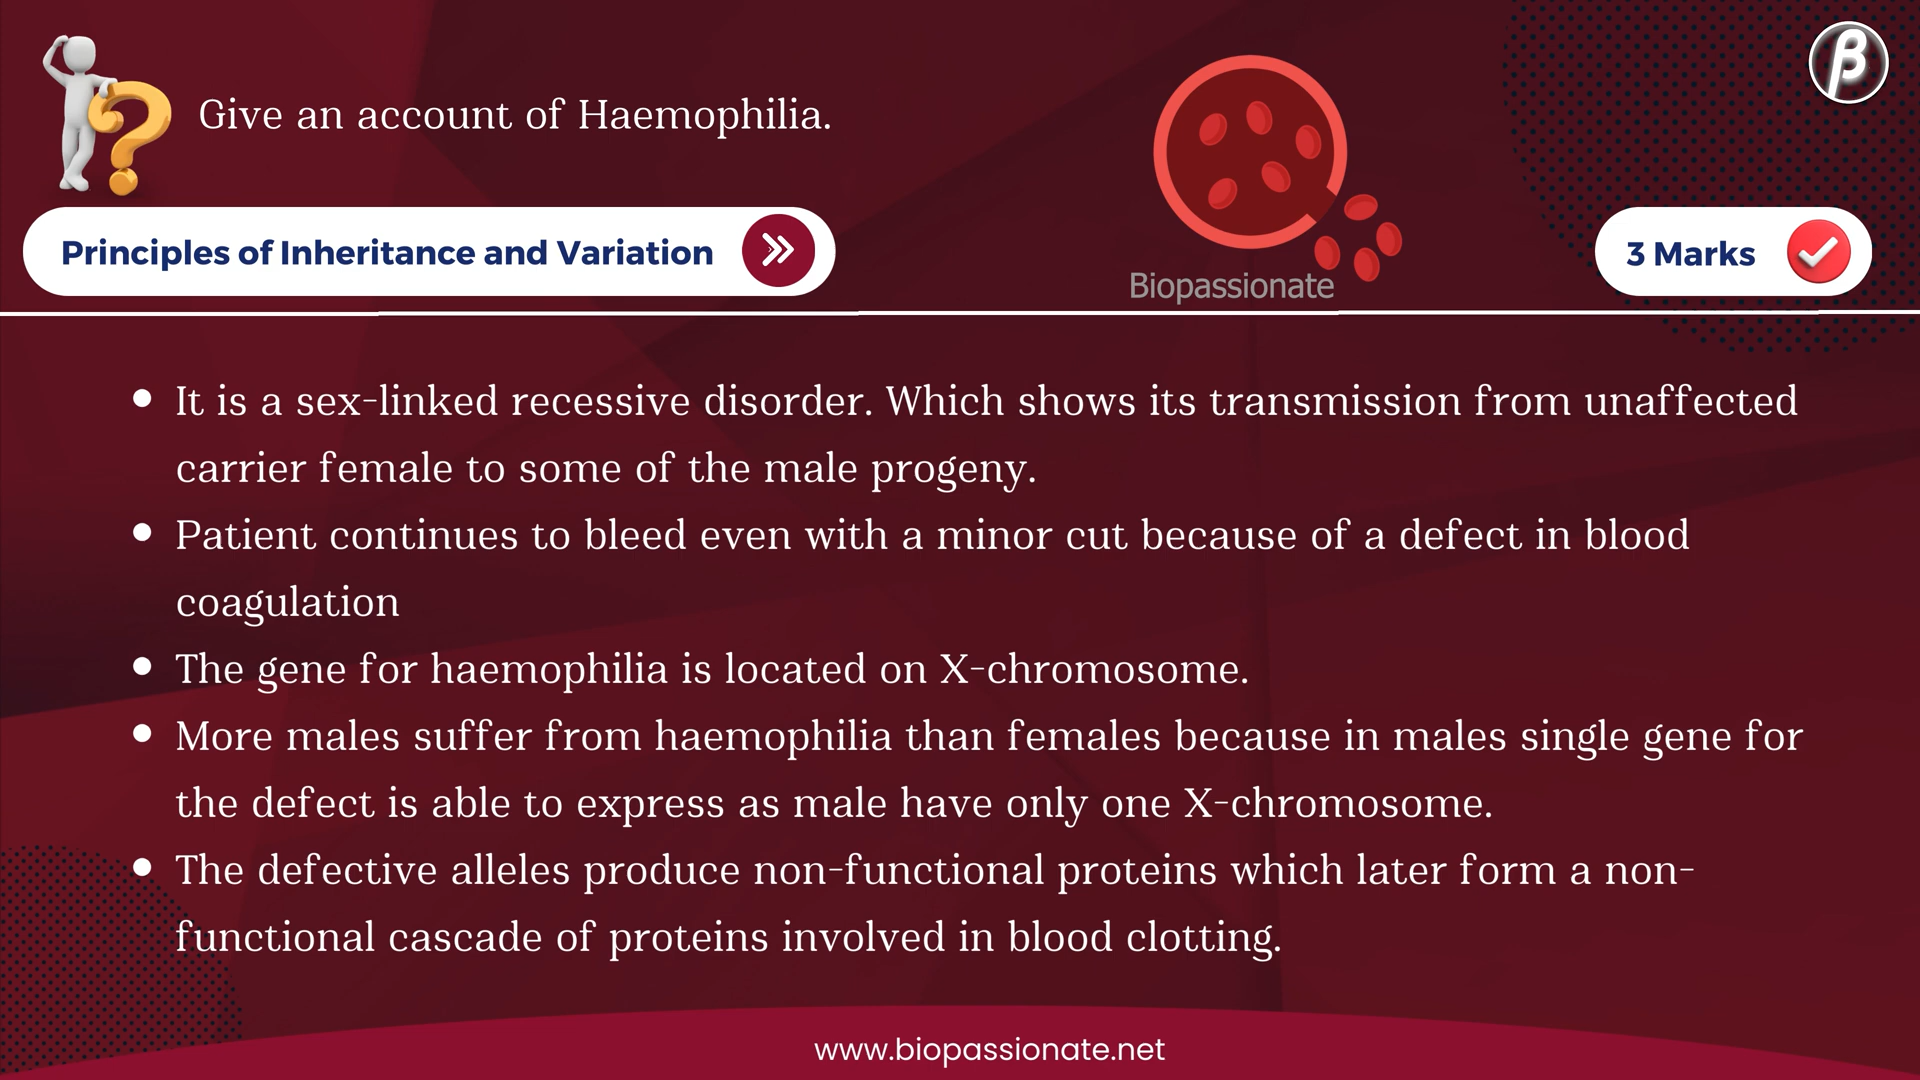 β
Give an account of Haemophilia.
Principles of Inheritance and Variation
Biopassionate
3 Marks
• It is a sex-linked recessive disorder. Which shows its transmission from unaffected
carrier female to some of the male progeny.
• Patient continues to bleed even with a minor cut because of a defect in blood
coagulation
• The gene for haemophilia is located on X-chromosome.
• More males suffer from haemophilia than females because in males single gene for
the defect is able to express as male have only one X-chromosome.
• The defective alleles produce non-functional proteins which later form a non-
functional cascade of proteins involved in blood clotting.
www.biopassionate.net